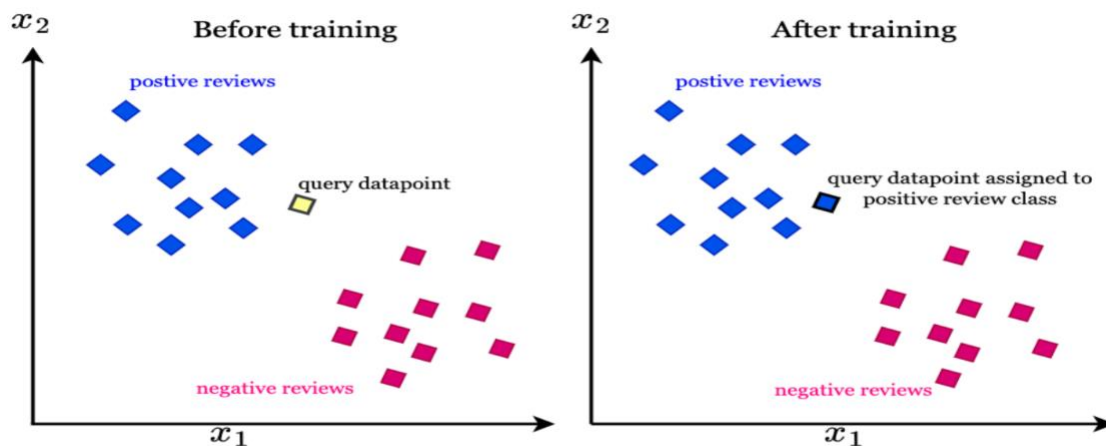 x2
Before training
postive reviews
query datapoint
negative reviews
x1
x2
After training
postive reviews
query datapoint assigned to
positive review class
negative reviews
x1